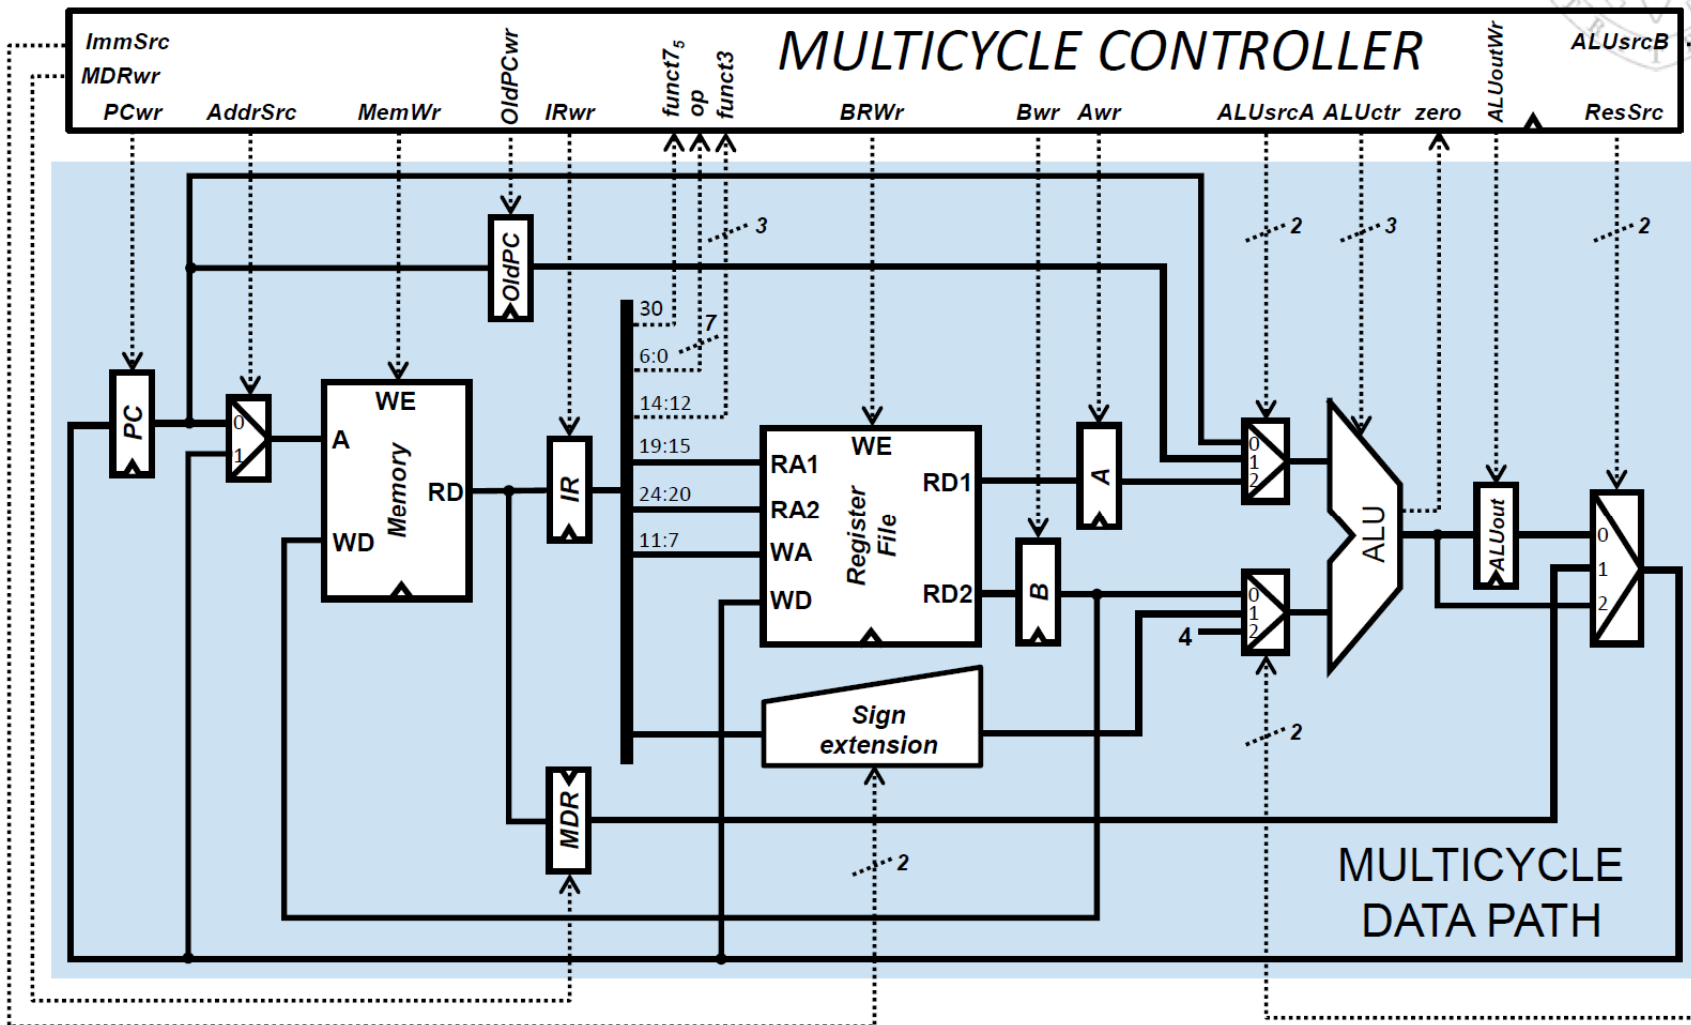 MULTICYCLE CONTROLLER
ImmSrc
MDRwr
PCwr
AddrSrc
MemWr
OldPCwr
IRwr
funct7₅
op
funct3
BRWr
Bwr
Awr
ALUsrcA
ALUctr
zero
ALUoutWr
ALUsrcB
ResSrc
3
2
3
2
OldPC
30
7
6:0
14:12
PC
0
1
WE
A
Memory
RD
WD
IR
19:15
24:20
11:7
WE
RA1
RA2
WA
WD
Register
File
RD1
RD2
A
B
0
1
2
0
1
2
4
ALU
ALUout
0
1
2
Sign
extension
2
MDR
2
MULTICYCLE
DATA PATH